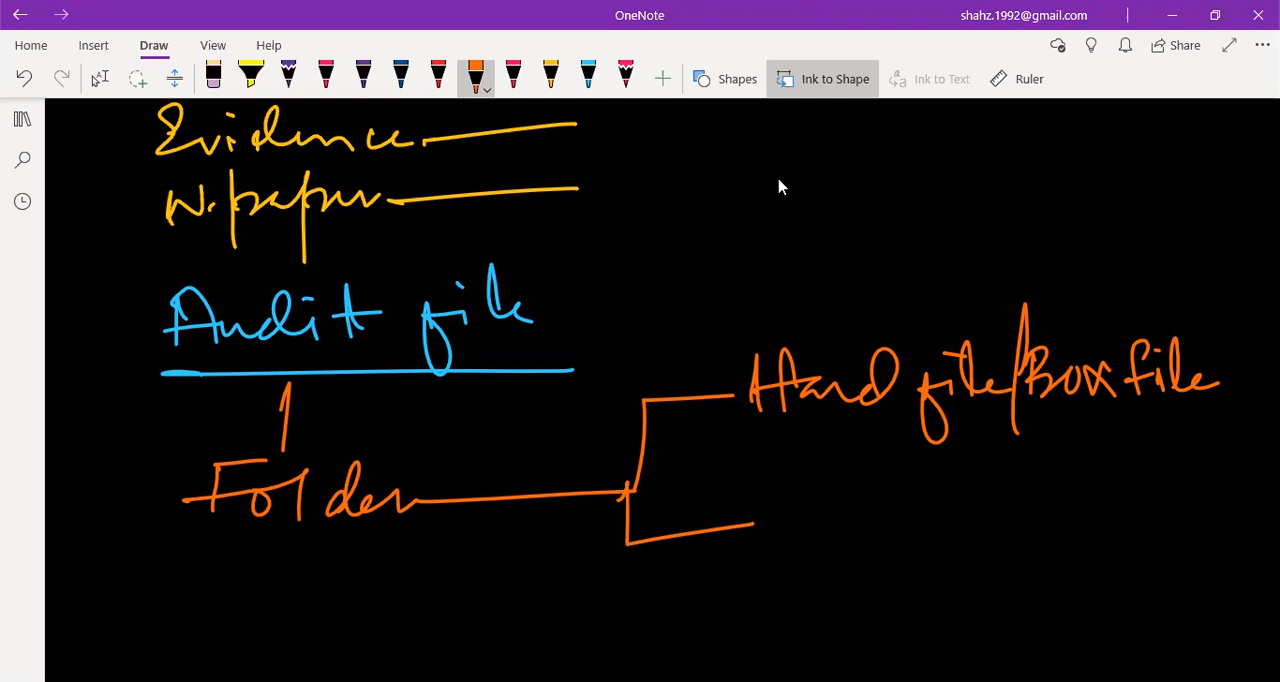 OneNote
shahz.1992@gmail.com
Home Insert Draw View Help
Share
Shapes Ink to Shape Ink to Text Ruler
Evidence
W. paper
Audit file
Hard file/Box File
Folder